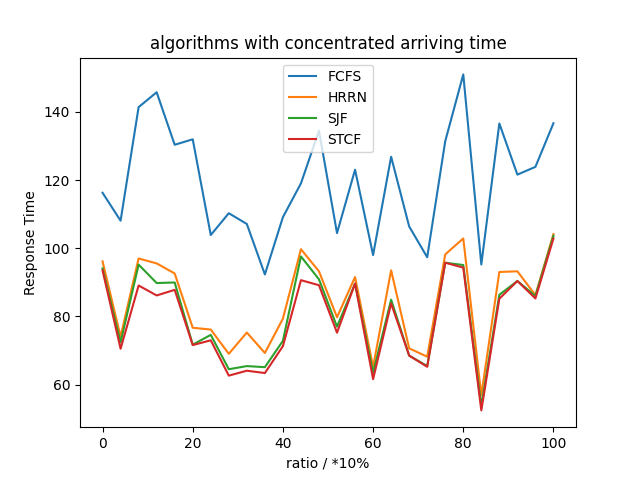 algorithms with concentrated arriving time
FCFS
HRRN
SJF
STCF
Response Time
140
120
100
80
60
0 20 40 60 80 100
ratio / *10%